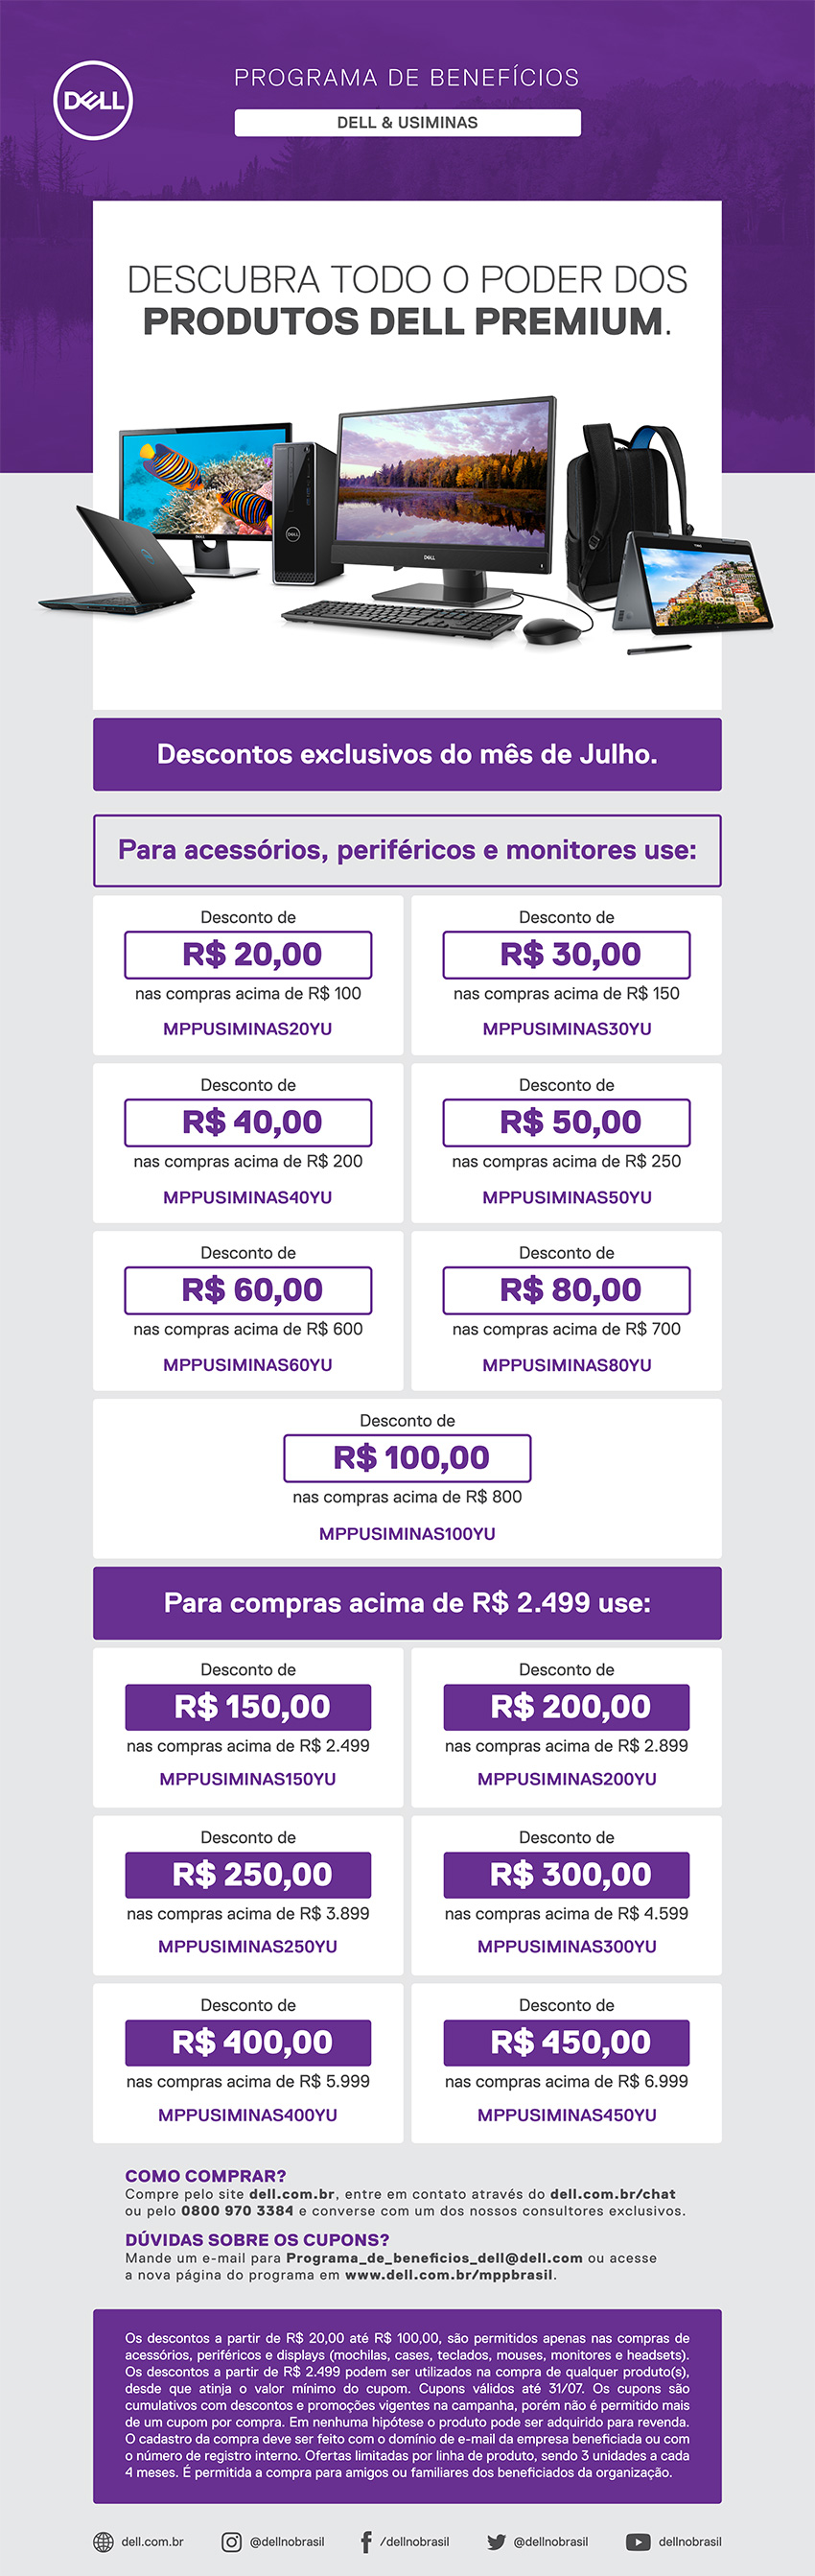 DELL
PROGRAMA DE BENEFÍCIOS
DELL & USIMINAS
DESCUBRA TODO O PODER DOS
PRODUTOS DELL PREMIUM.
Descontos exclusivos do mês de Julho.
Para acessórios, periféricos e monitores use:
Desconto de
R$ 20,00
nas compras acima de R$ 100
MPPUSIMINAS20YU
Desconto de
R$ 30,00
nas compras acima de R$ 150
MPPUSIMINAS30YU
Desconto de
R$ 40,00
nas compras acima de R$ 200
MPPUSIMINAS40YU
Desconto de
R$ 50,00
nas compras acima de R$ 250
MPPUSIMINAS50YU
Desconto de
R$ 60,00
nas compras acima de R$ 600
MPPUSIMINAS60YU
Desconto de
R$ 80,00
nas compras acima de R$ 700
MPPUSIMINAS80YU
Desconto de
R$ 100,00
nas compras acima de R$ 800
MPPUSIMINAS100YU
Para compras acima de R$ 2.499 use:
Desconto de
R$ 150,00
nas compras acima de R$ 2.499
MPPUSIMINAS150YU
Desconto de
R$ 200,00
nas compras acima de R$ 2.899
MPPUSIMINAS200YU
Desconto de
R$ 250,00
nas compras acima de R$ 3.899
MPPUSIMINAS250YU
Desconto de
R$ 300,00
nas compras acima de R$ 4.599
MPPUSIMINAS300YU
Desconto de
R$ 400,00
nas compras acima de R$ 5.999
MPPUSIMINAS400YU
Desconto de
R$ 450,00
nas compras acima de R$ 6.999
MPPUSIMINAS450YU
COMO COMPRAR?
Compre pelo site dell.com.br, entre em contato através do dell.com.br/chat
ou pelo 0800 970 3384 e converse com um dos nossos consultores exclusivos.
DÚVIDAS SOBRE OS CUPONS?
Mande um e-mail para Programa_de_beneficios_dell@dell.com ou acesse
a nova página do programa em www.dell.com.br/mppbrasil.
Os descontos a partir de R$ 20,00 até R$ 100,00, são permitidos apenas nas compras de
acessórios, periféricos e displays (mochilas, cases, teclados, mouses, monitores e headsets).
Os descontos a partir de R$ 2.499 podem ser utilizados na compra de qualquer produto(s),
desde que atinja o valor mínimo do cupom. Cupons válidos até 31/07. Os cupons são
cumulativos com descontos e promoções vigentes na campanha, porém não é permitido mais
de um cupom por compra. Em nenhuma hipótese o produto pode ser adquirido para revenda.
O cadastro da compra deve ser feito com o domínio de e-mail da empresa beneficiada ou com
o número de registro interno. Ofertas limitadas por linha de produto, sendo 3 unidades a cada
4 meses. É permitida a compra para amigos ou familiares dos beneficiados da organização.
dell.com.br
@dellnobrasil
/dellnobrasil
@dellnobrasil
dellnobrasil